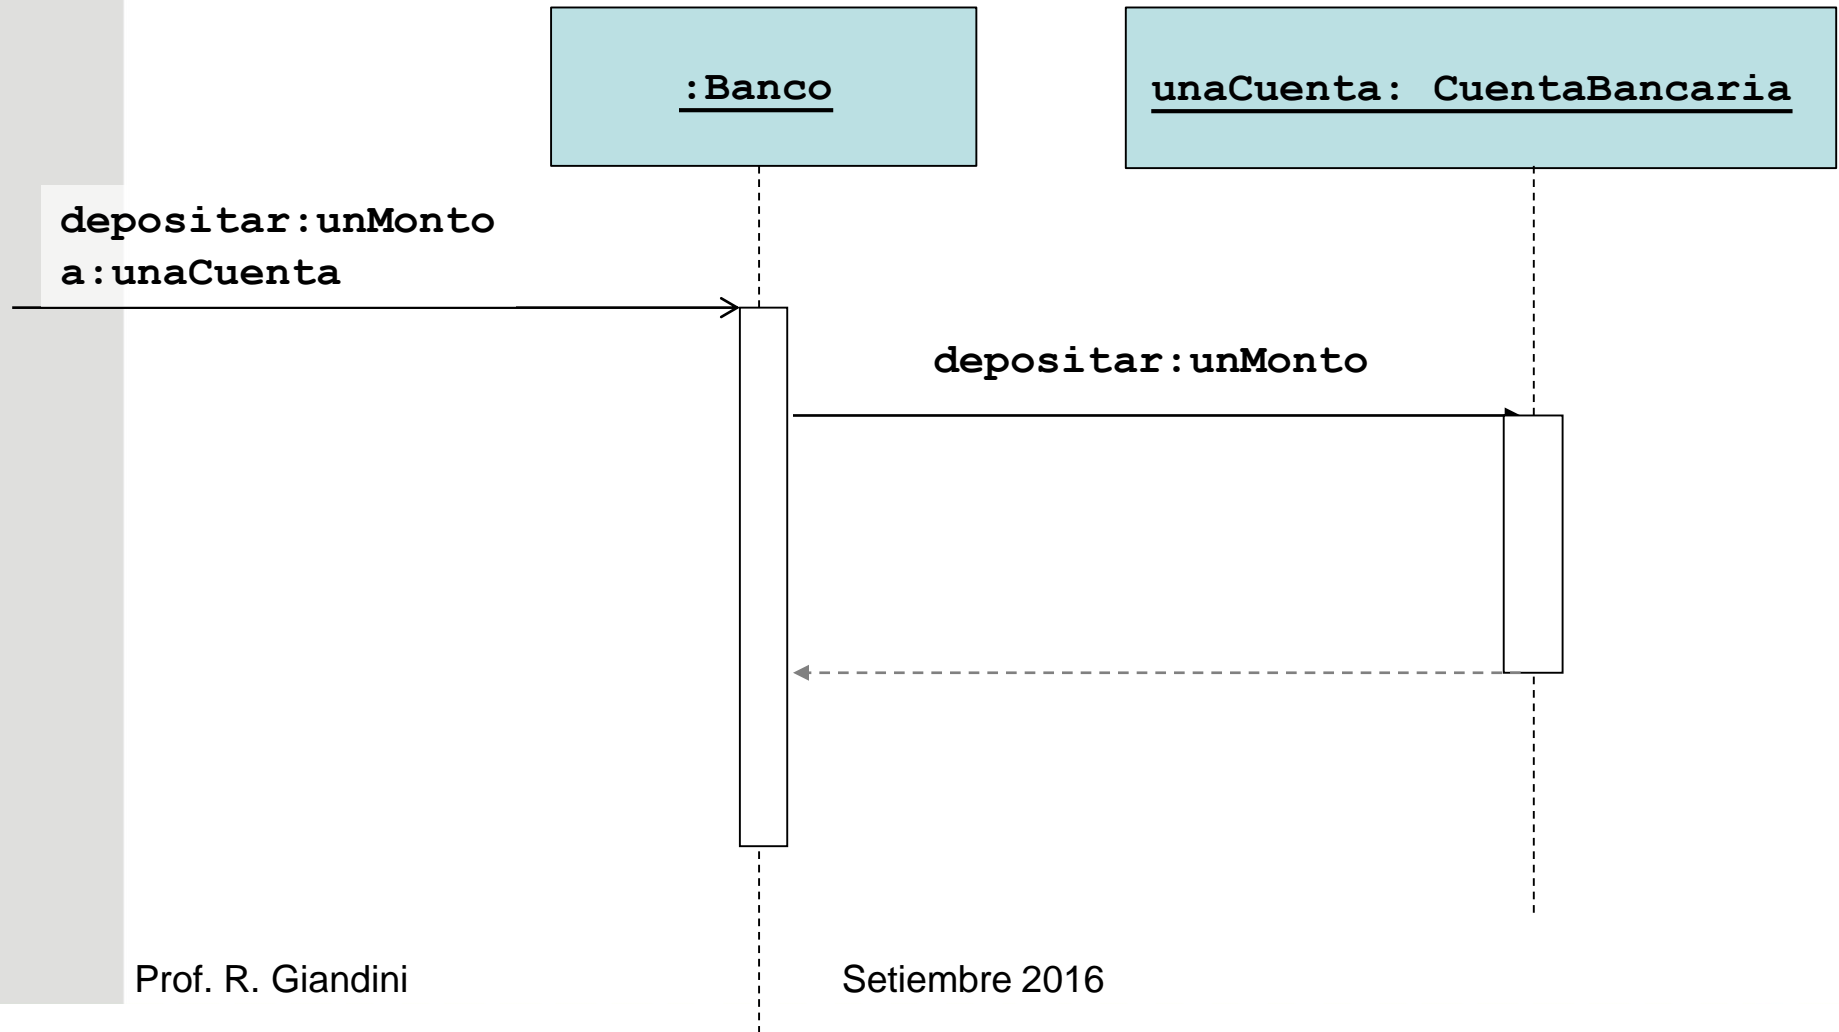 :Banco
unaCuenta: CuentaBancaria
depositar:unMonto
a:unaCuenta
depositar:unMonto
Prof. R. Giandini
Setiembre 2016